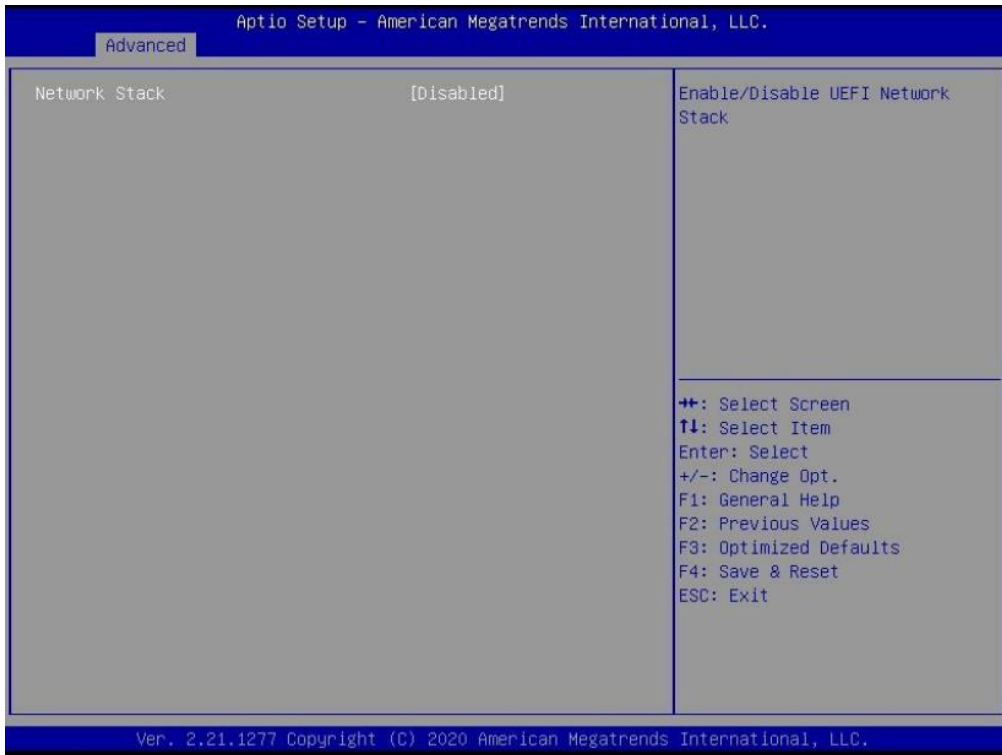 Aptio Setup – American Megatrends International, LLC.
Advanced
Network Stack [Disabled]
Enable/Disable UEFI Network
Stack
→←: Select Screen
↑↓: Select Item
Enter: Select
+/-: Change Opt.
F1: General Help
F2: Previous Values
F3: Optimized Defaults
F4: Save & Reset
ESC: Exit
Ver. 2.21.1277 Copyright (C) 2020 American Megatrends International, LLC.